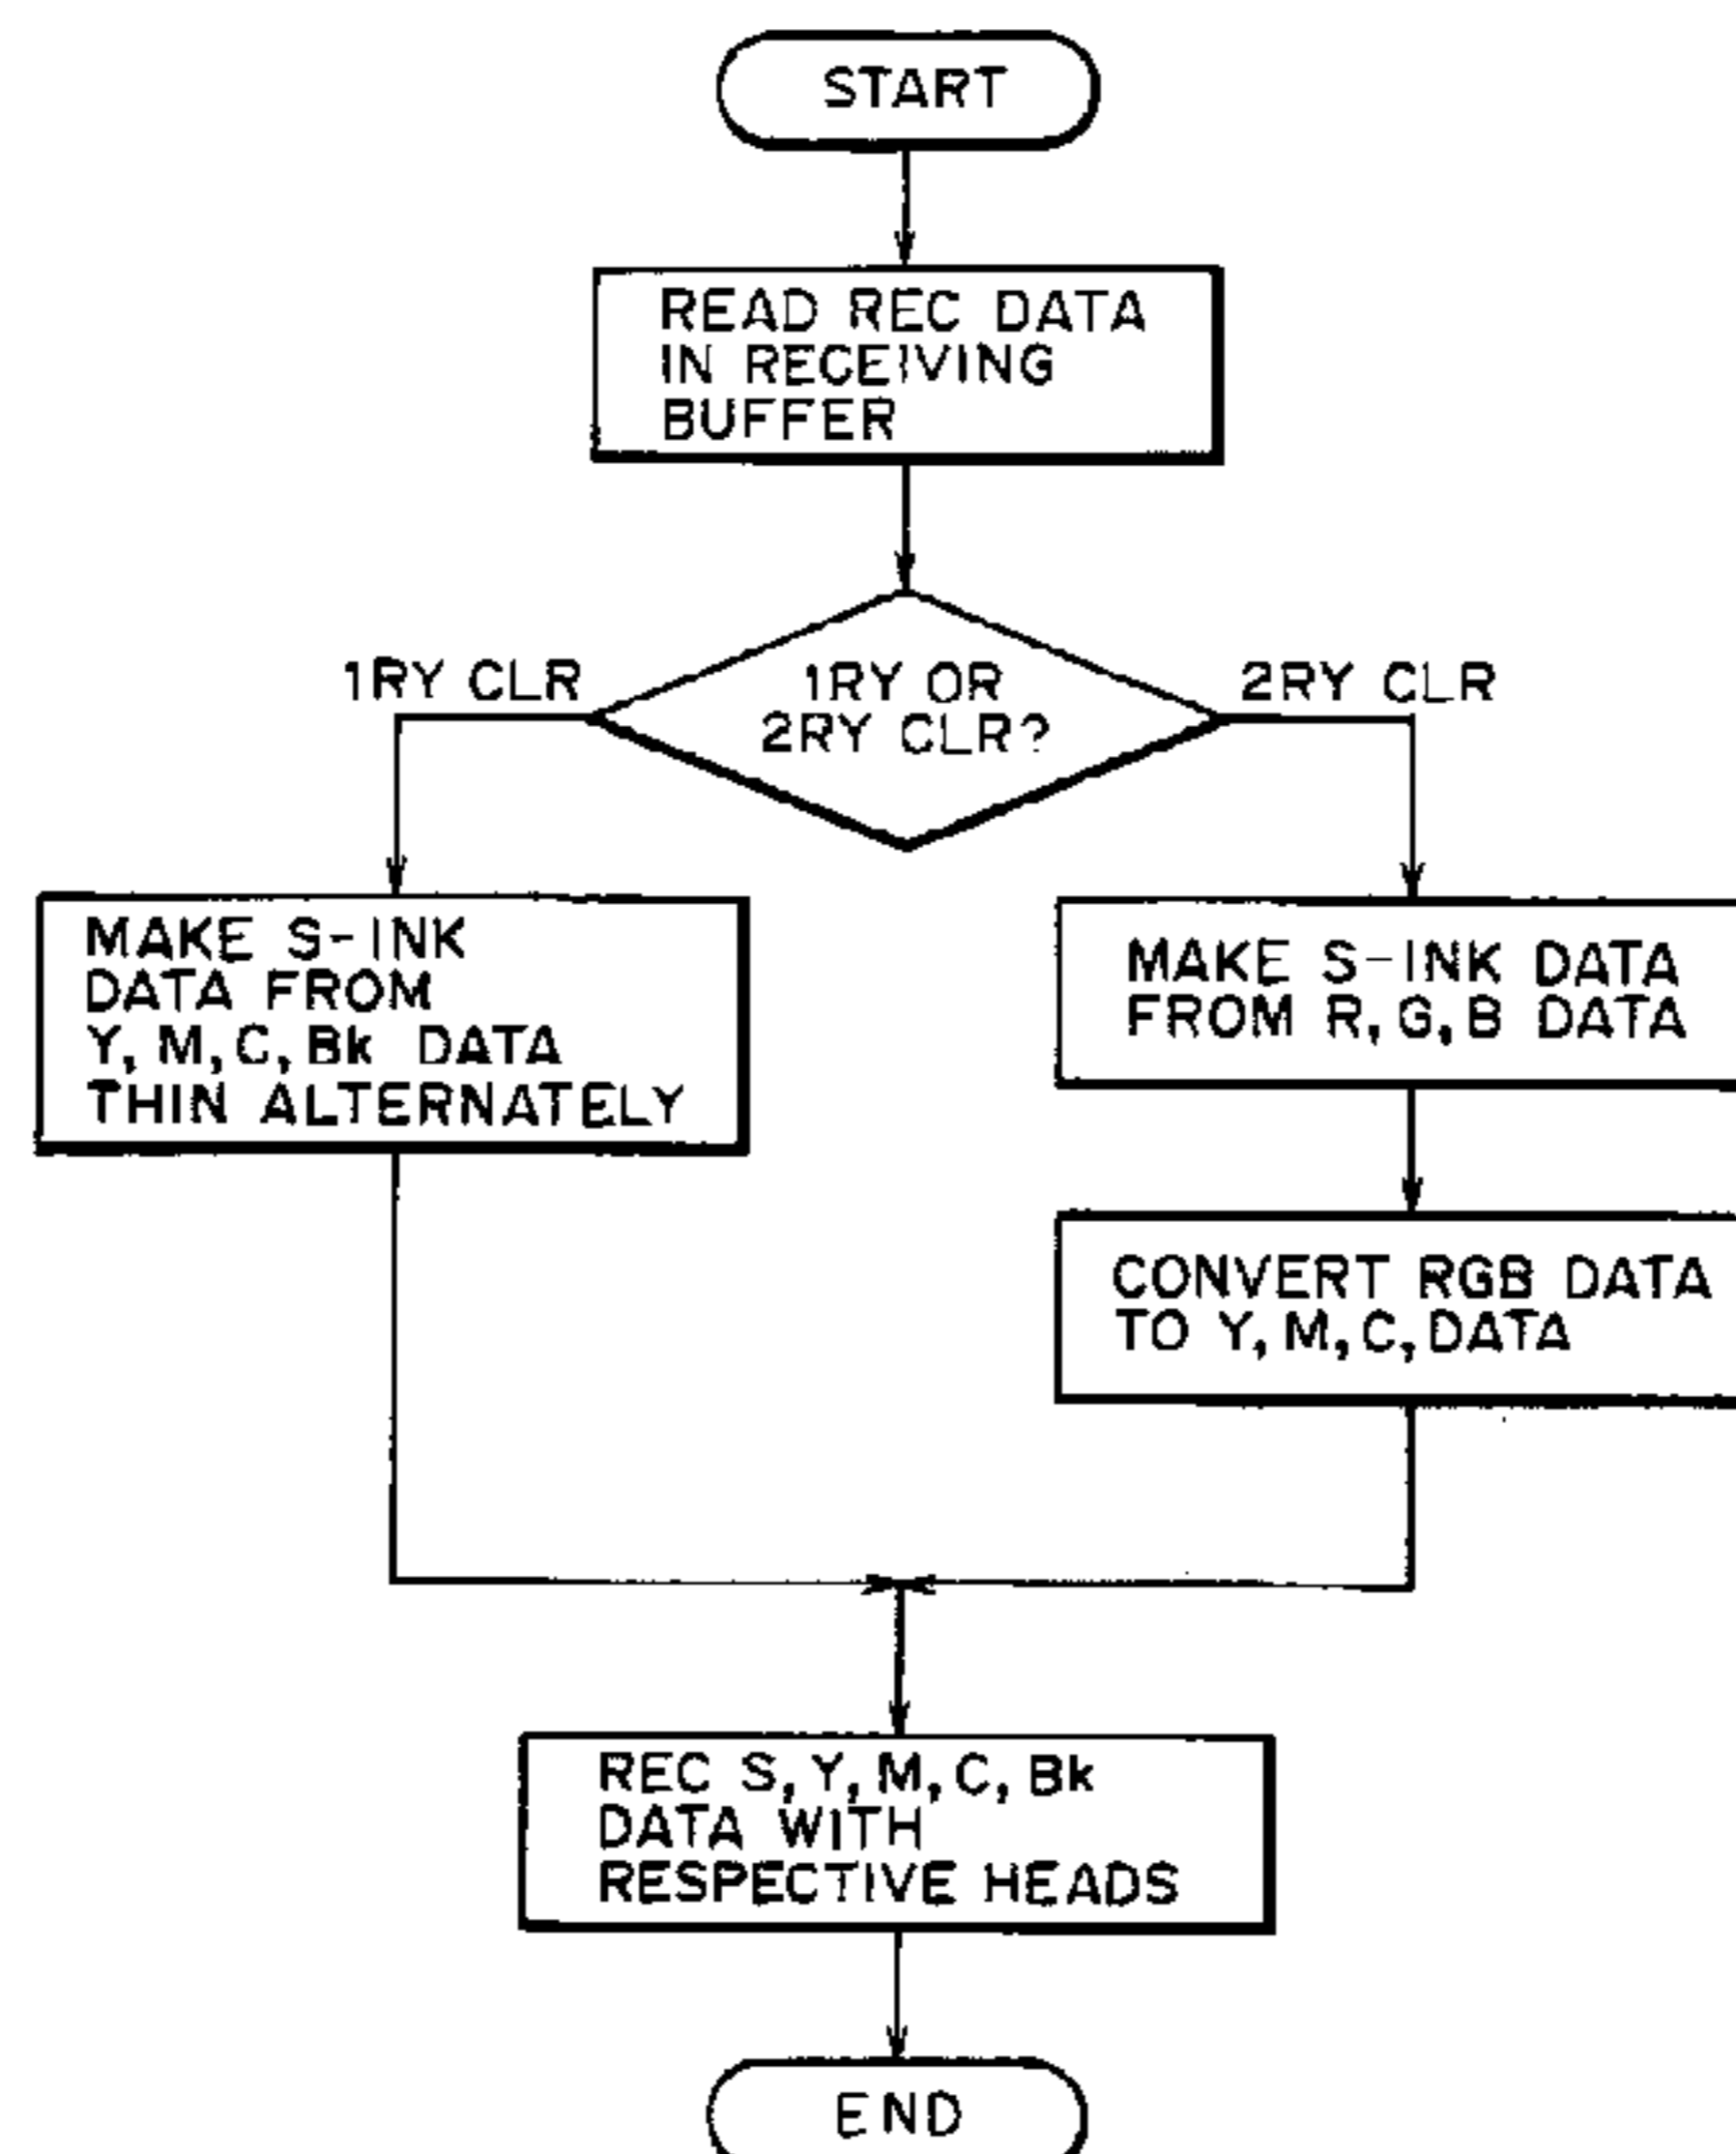 START
READ REC DATA
IN RECEIVING
BUFFER
1RY CLR
1RY OR
2RY CLR?
2RY CLR
MAKE S-INK
DATA FROM
Y, M, C, Bk DATA
THIN ALTERNATELY
MAKE S-INK DATA
FROM R, G, B DATA
CONVERT RGB DATA
TO Y, M, C, DATA
REC S, Y, M, C, Bk
DATA WITH
RESPECTIVE HEADS
END